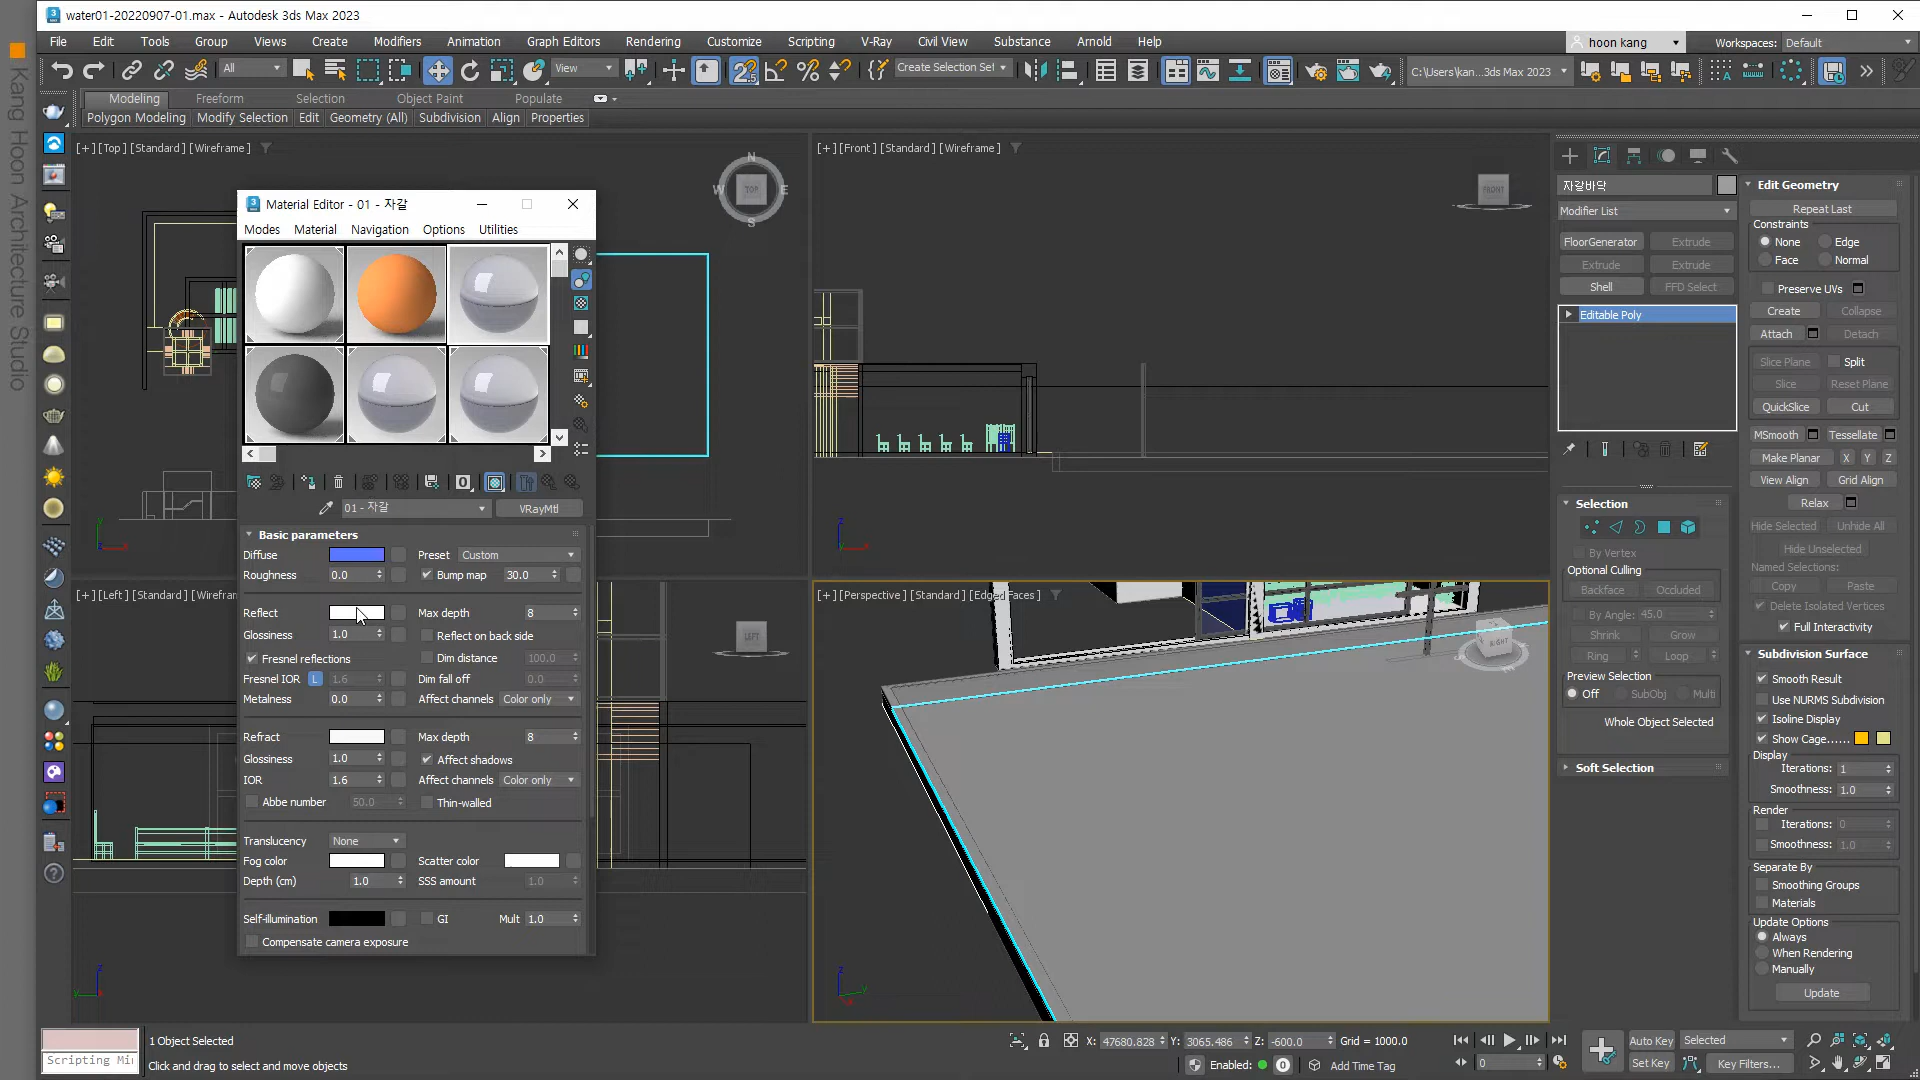 water01-20220907-01.max - Autodesk 3ds Max 2023
File Edit Tools Group Views Create Modifiers Animation Graph Editors Rendering Customize Scripting V-Ray Civil View Substance Arnold Help
hoon kang
Workspaces: Default
All
View
Create Selection Set
C:\Users\kan...3ds Max 2023
Modeling Freeform Selection Object Paint Populate
Polygon Modeling Modify Selection Edit Geometry (All) Subdivision Align Properties
Kang Hoon Architecture Studio
[+] [Top] [Standard] [Wireframe]
N
W TOP E
S
[+] [Front] [Standard] [Wireframe]
FRONT
[+] [Left] [Standard] [Wirefram
LEFT
[+] [Perspective] [Standard] [Edged Faces]
RIGHT
Material Editor - 01 - 자갈
Modes Material Navigation Options Utilities
01 - 자갈
VRayMtl
Basic parameters
Diffuse
Preset Custom
Roughness 0.0
Bump map 30.0
Reflect
Max depth 8
Glossiness 1.0
Reflect on back side
Fresnel reflections
Dim distance 100.0
Fresnel IOR L 1.6
Dim fall off 0.0
Metalness 0.0
Affect channels Color only
Refract
Max depth 8
Glossiness 1.0
Affect shadows
IOR 1.6
Affect channels Color only
Abbe number 50.0
Thin-walled
Translucency None
Fog color
Scatter color
Depth (cm) 1.0
SSS amount 1.0
Self-illumination
GI Mult 1.0
Compensate camera exposure
자갈바닥
Modifier List
FloorGenerator Extrude
Extrude Extrude
Shell FFD Select
Editable Poly
Selection
By Vertex
Optional Culling
Backface Occluded
By Angle: 45.0
Shrink Grow
Ring Loop
Preview Selection
Off SubObj Multi
Whole Object Selected
Soft Selection
Edit Geometry
Repeat Last
Constraints
None Edge
Face Normal
Preserve UVs
Create Collapse
Attach Detach
Slice Plane Split
Slice Reset Plane
QuickSlice Cut
MSmooth Tessellate
Make Planar X Y Z
View Align Grid Align
Relax
Hide Selected Unhide All
Hide Unselected
Named Selections:
Copy Paste
Delete Isolated Vertices
Full Interactivity
Subdivision Surface
Smooth Result
Use NURMS Subdivision
Isoline Display
Show Cage......
Display
Iterations: 1
Smoothness: 1.0
Render
Iterations: 0
Smoothness: 1.0
Separate By
Smoothing Groups
Materials
Update Options
Always
When Rendering
Manually
Update
Scripting Mi
1 Object Selected
Click and drag to select and move objects
X: 47680.828 Y: 3065.486 Z: -600.0 Grid = 1000.0
Enabled: 0 Add Time Tag
0
Auto Key Selected
Set Key Key Filters...